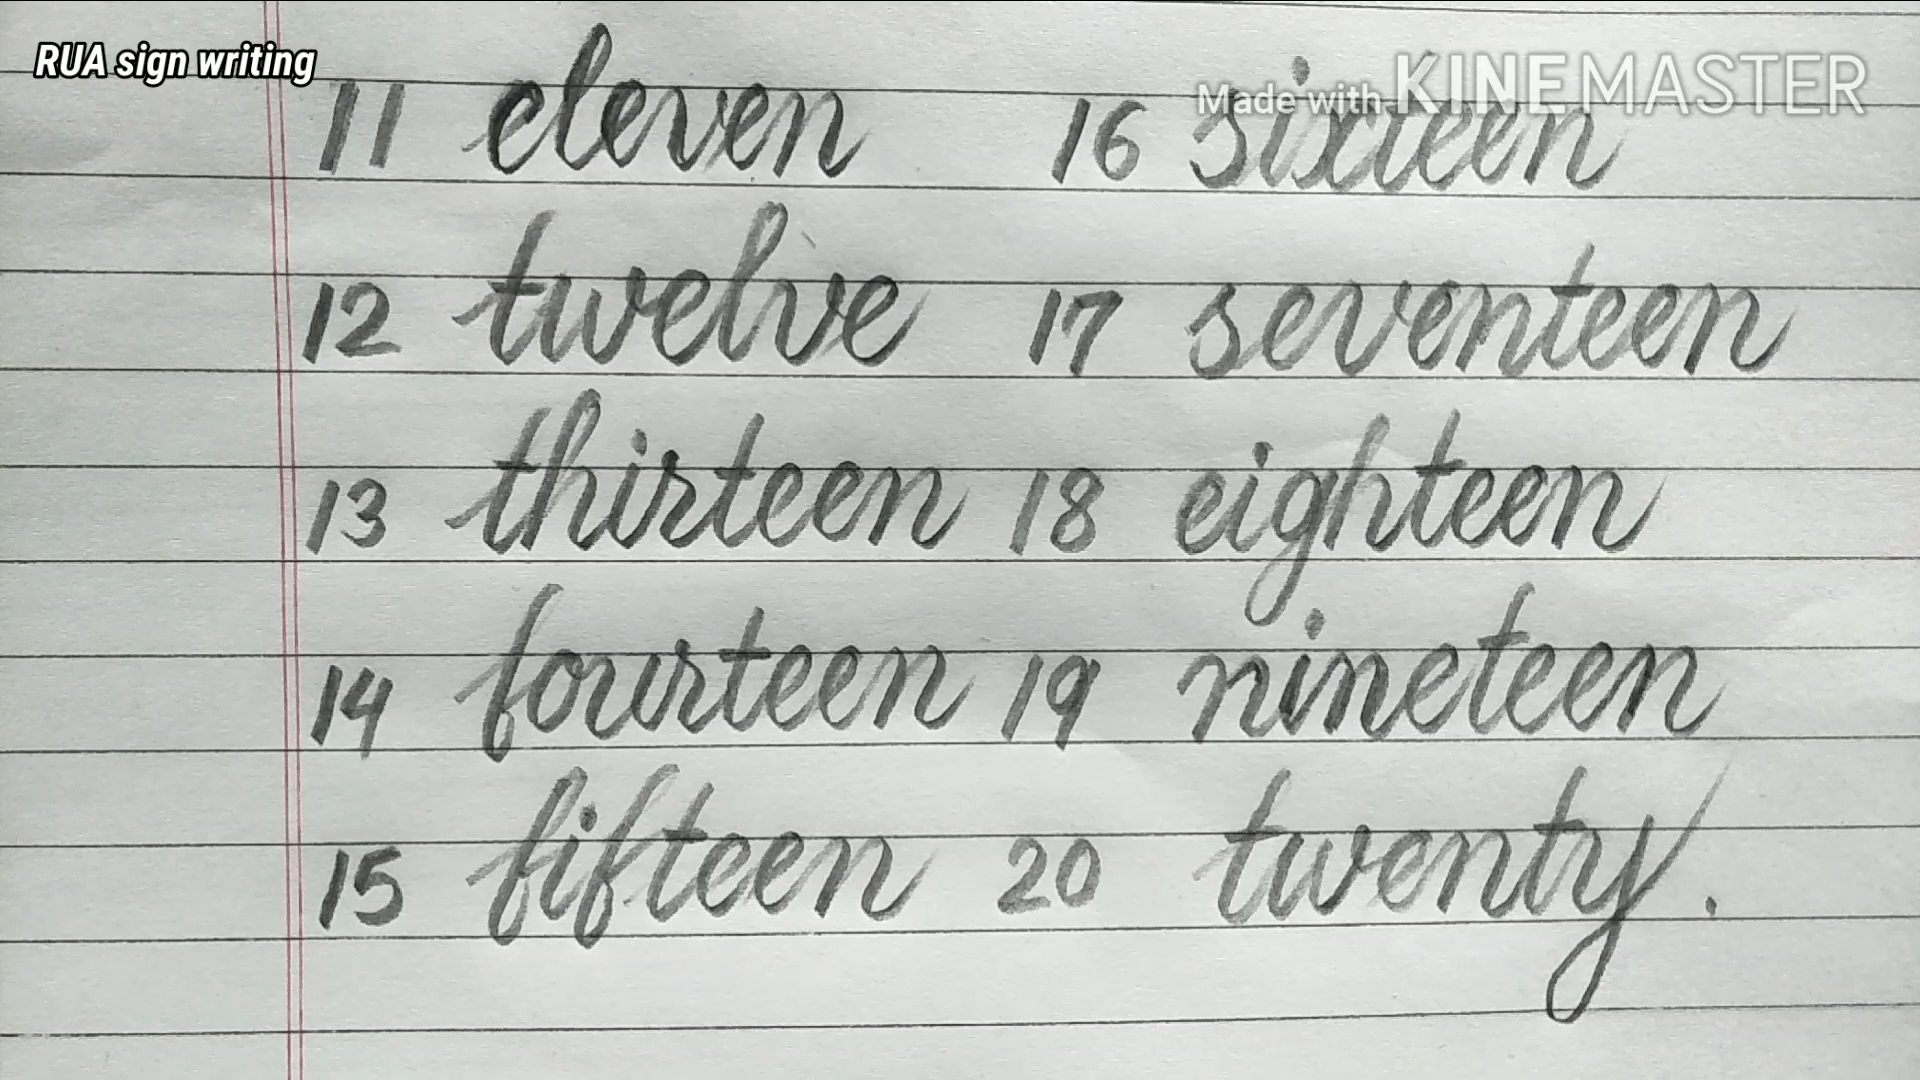 RUA sign writing
Made with KINEMASTER
11 eleven 16 sixteen
12 twelve 17 seventeen
13 thirteen 18 eighteen
14 fourteen 19 nineteen
15 fifteen 20 twenty.